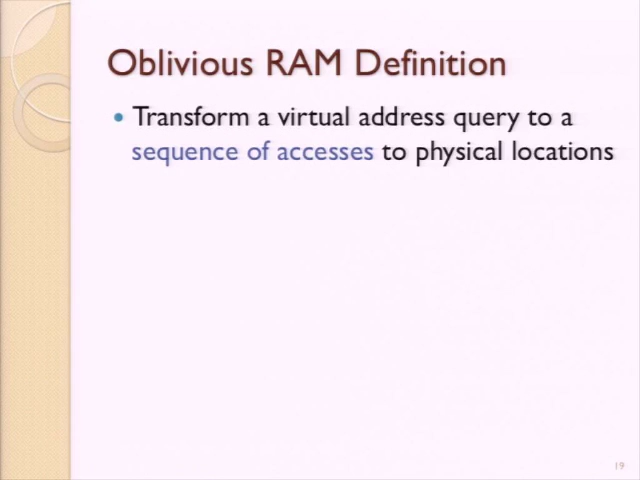 Oblivious RAM Definition
• Transform a virtual address query to a
sequence of accesses to physical locations
19